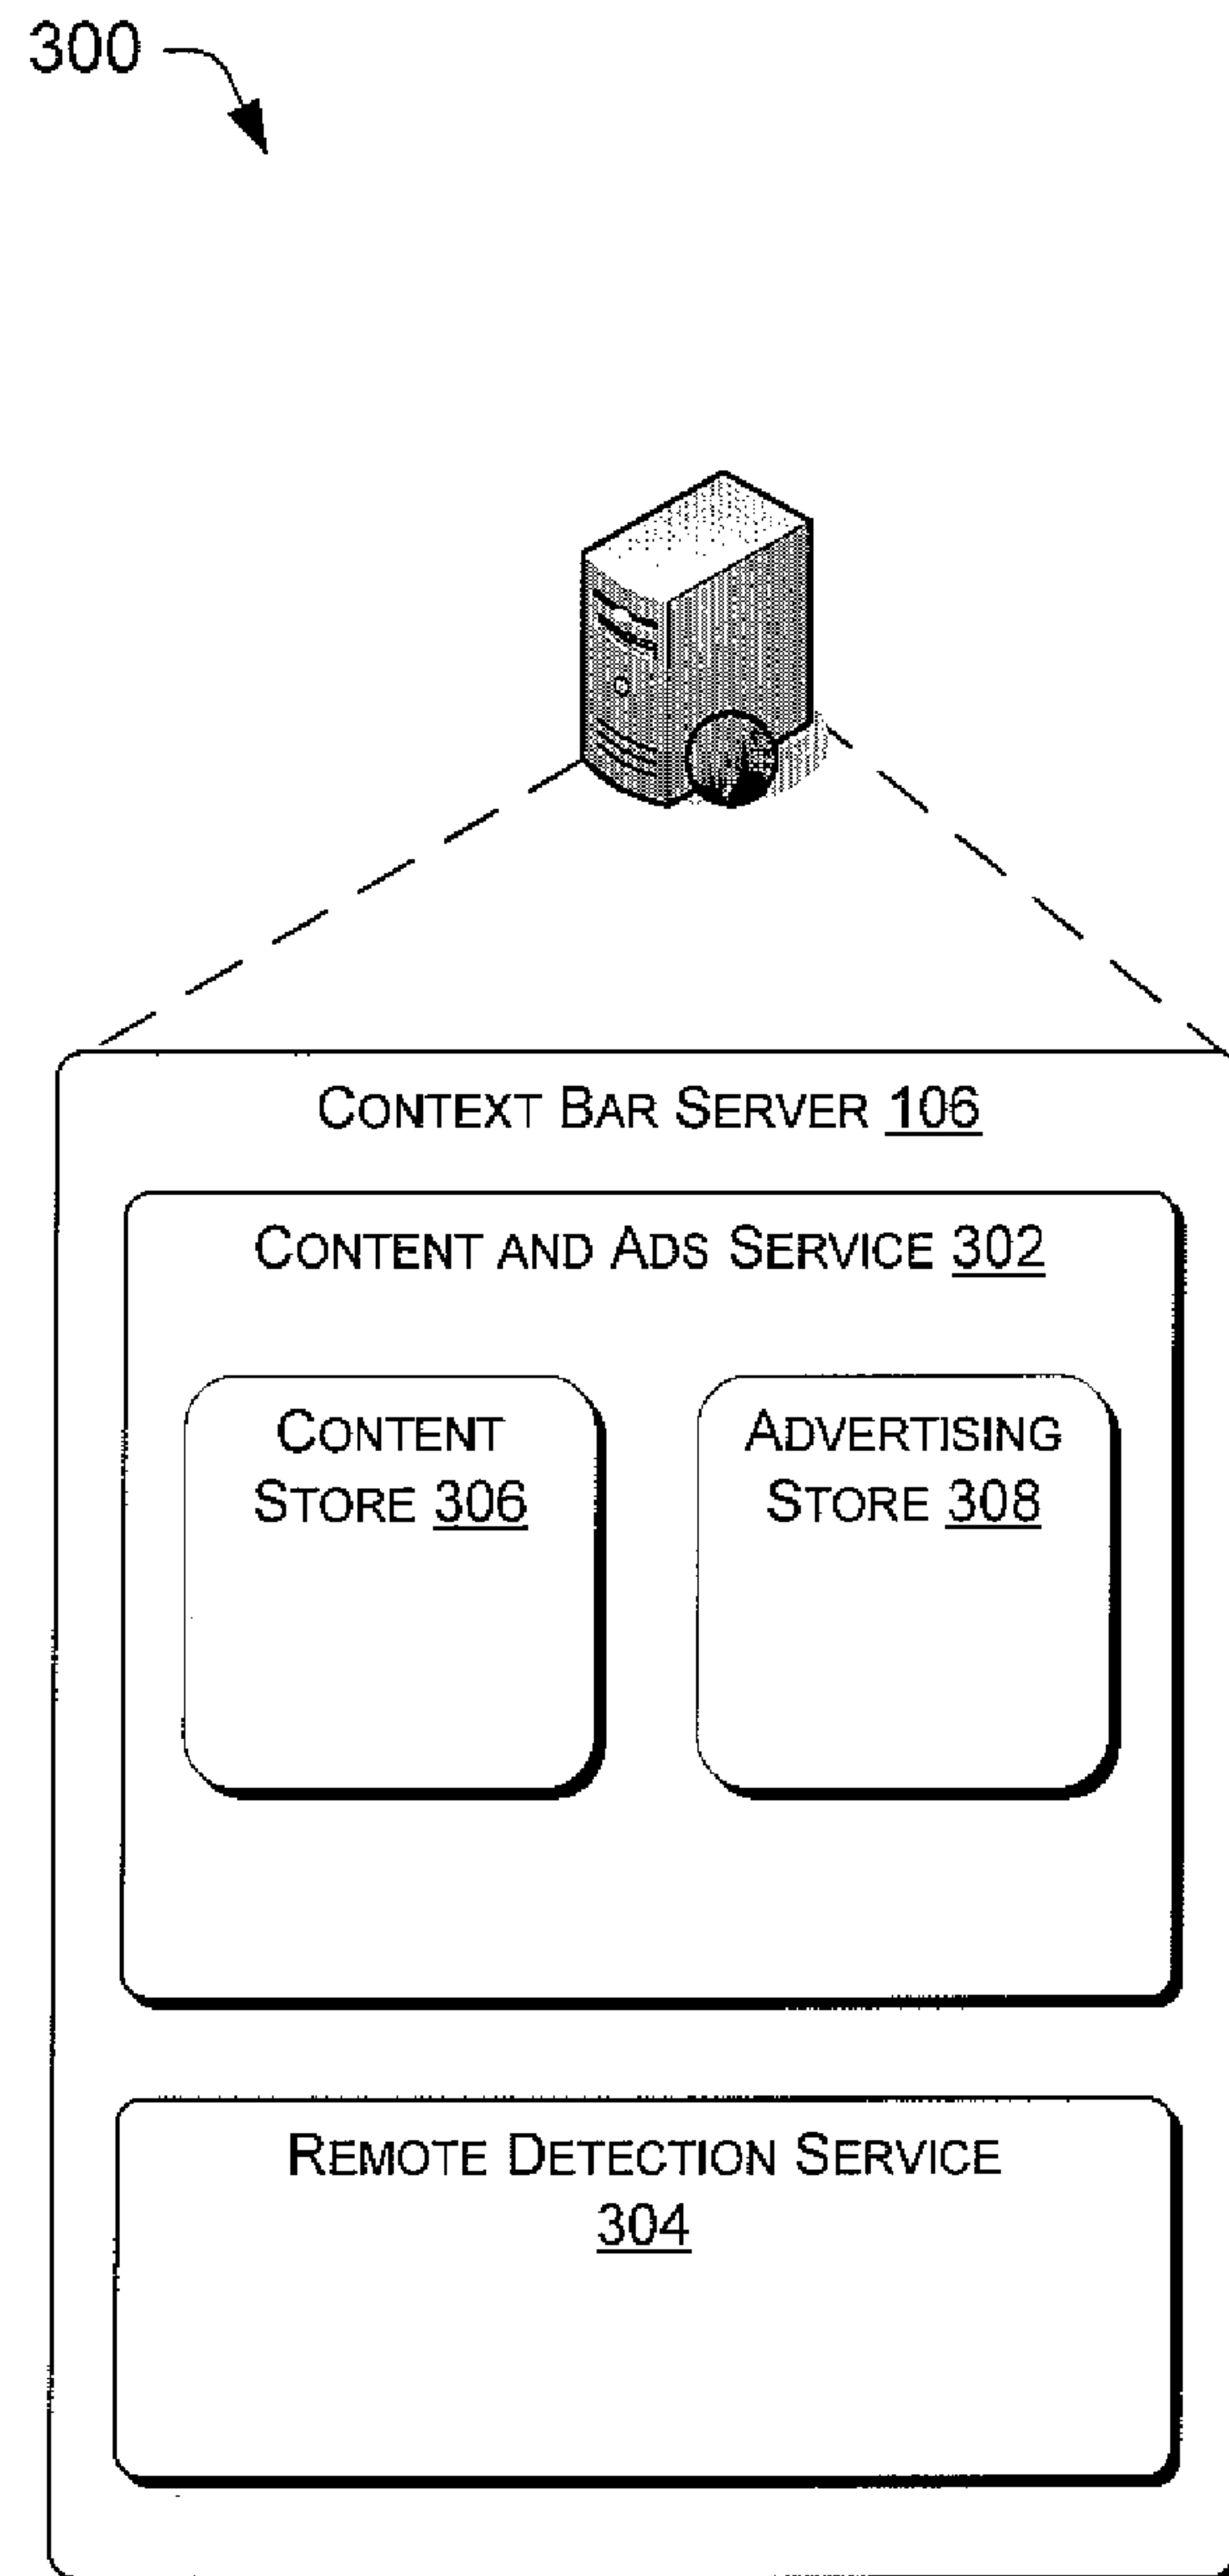 300
CONTEXT BAR SERVER 106
CONTENT AND ADS SERVICE 302
CONTENT
STORE 306
ADVERTISING
STORE 308
REMOTE DETECTION SERVICE
304